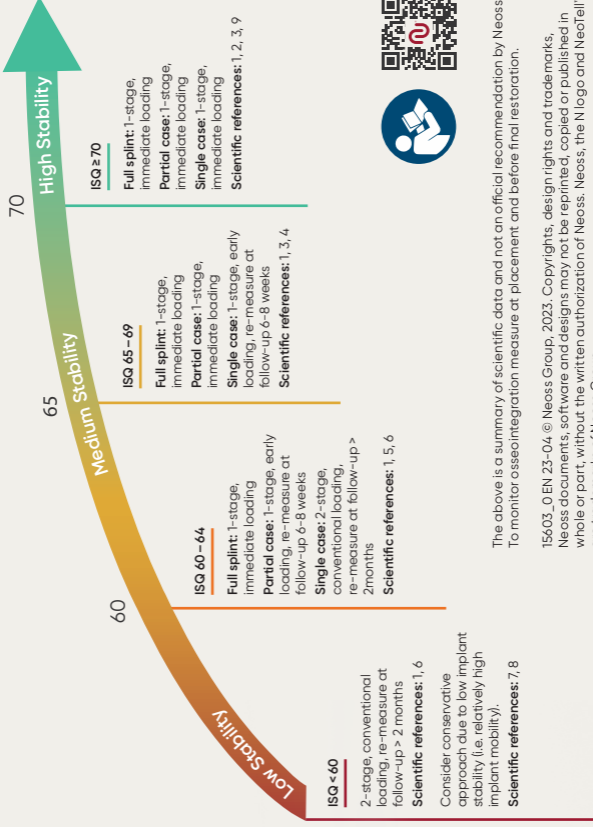 Low Stability
60
Medium Stability
65
70
High Stability
ISQ < 60
2-stage, conventional
loading, re-measure at
follow-up > 2 months
Scientific references: 1, 6
Consider conservative
approach due to low implant
stability (i.e. relatively high
implant mobility).
Scientific references: 7, 8
ISQ 60 – 64
Full splint: 1-stage,
immediate loading
Partial case: 1-stage, early
loading, re-measure at
follow-up 6-8 weeks
Single case: 2-stage,
conventional loading,
re-measure at follow-up >
2months
Scientific references: 1, 5, 6
ISQ 65 – 69
Full splint: 1-stage,
immediate loading
Partial case: 1-stage,
immediate loading
Single case: 1-stage, early
loading, re-measure at
follow-up 6-8 weeks
Scientific references: 1, 3, 4
ISQ ≥ 70
Full splint: 1-stage,
immediate loading
Partial case: 1-stage,
immediate loading
Single case: 1-stage,
immediate loading
Scientific references: 1, 2, 3, 9
The above is a summary of scientific data and not an official recommendation by Neoss
To monitor osseointegration measure at placement and before final restoration.
15603_0 EN 23-04 © Neoss Group, 2023. Copyrights, design rights and trademarks,
Neoss documents, software and designs may not be reprinted, copied or published in
whole or part, without the written authorization of Neoss. Neoss, the N logo and NeoTell